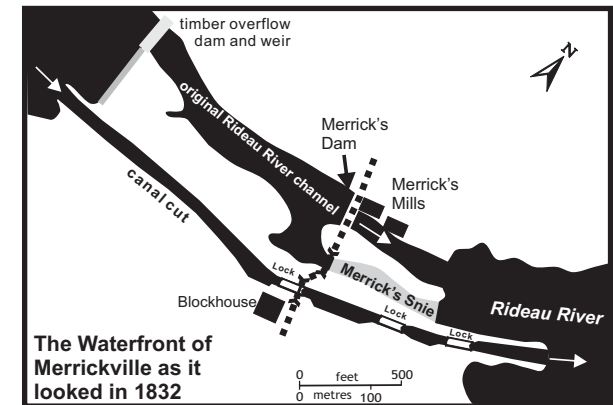 timber overflow
dam and weir
N
original Rideau River channel
Merrick's
Dam
Merrick's
Mills
canal cut
Lock
Merrick's Snie
Blockhouse
Lock
Lock
Rideau River
The Waterfront of
Merrickville as it
looked in 1832
0 feet 500
0 metres 100